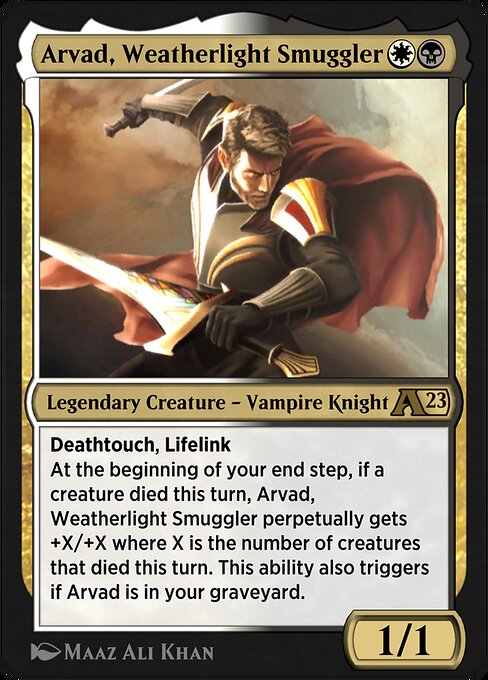 Arvad, Weatherlight Smuggler
Legendary Creature – Vampire Knight A23
Deathtouch, Lifelink
At the beginning of your end step, if a
creature died this turn, Arvad,
Weatherlight Smuggler perpetually gets
+X/+X where X is the number of creatures
that died this turn. This ability also triggers
if Arvad is in your graveyard.
1/1
Maaz Ali Khan